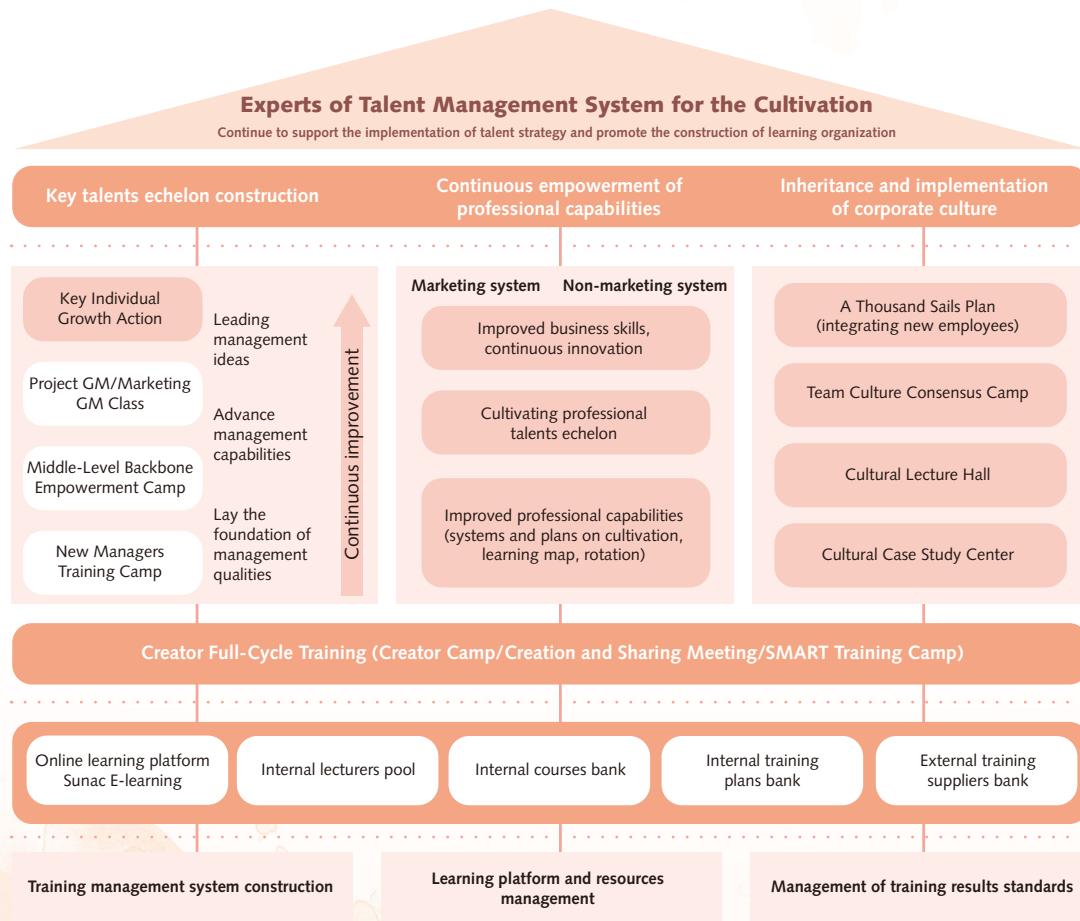 Experts of Talent Management System for the Cultivation
Continue to support the implementation of talent strategy and promote the construction of learning organization
Key talents echelon construction
Continuous empowerment of
professional capabilities
Inheritance and implementation
of corporate culture
Key Individual
Growth Action
Project GM/Marketing
GM Class
Middle-Level Backbone
Empowerment Camp
New Managers
Training Camp
Leading
management
ideas
Advance
management
capabilities
Lay the
foundation of
management
qualities
Continuous improvement
Marketing system
Non-marketing system
Improved business skills,
continuous innovation
Cultivating professional
talents echelon
Improved professional capabilities
(systems and plans on cultivation,
learning map, rotation)
A Thousand Sails Plan
(integrating new employees)
Team Culture Consensus Camp
Cultural Lecture Hall
Cultural Case Study Center
Creator Full-Cycle Training (Creator Camp/Creation and Sharing Meeting/SMART Training Camp)
Online learning platform
Sunac E-learning
Internal lecturers pool
Internal courses bank
Internal training
plans bank
External training
suppliers bank
Training management system construction
Learning platform and resources
management
Management of training results standards